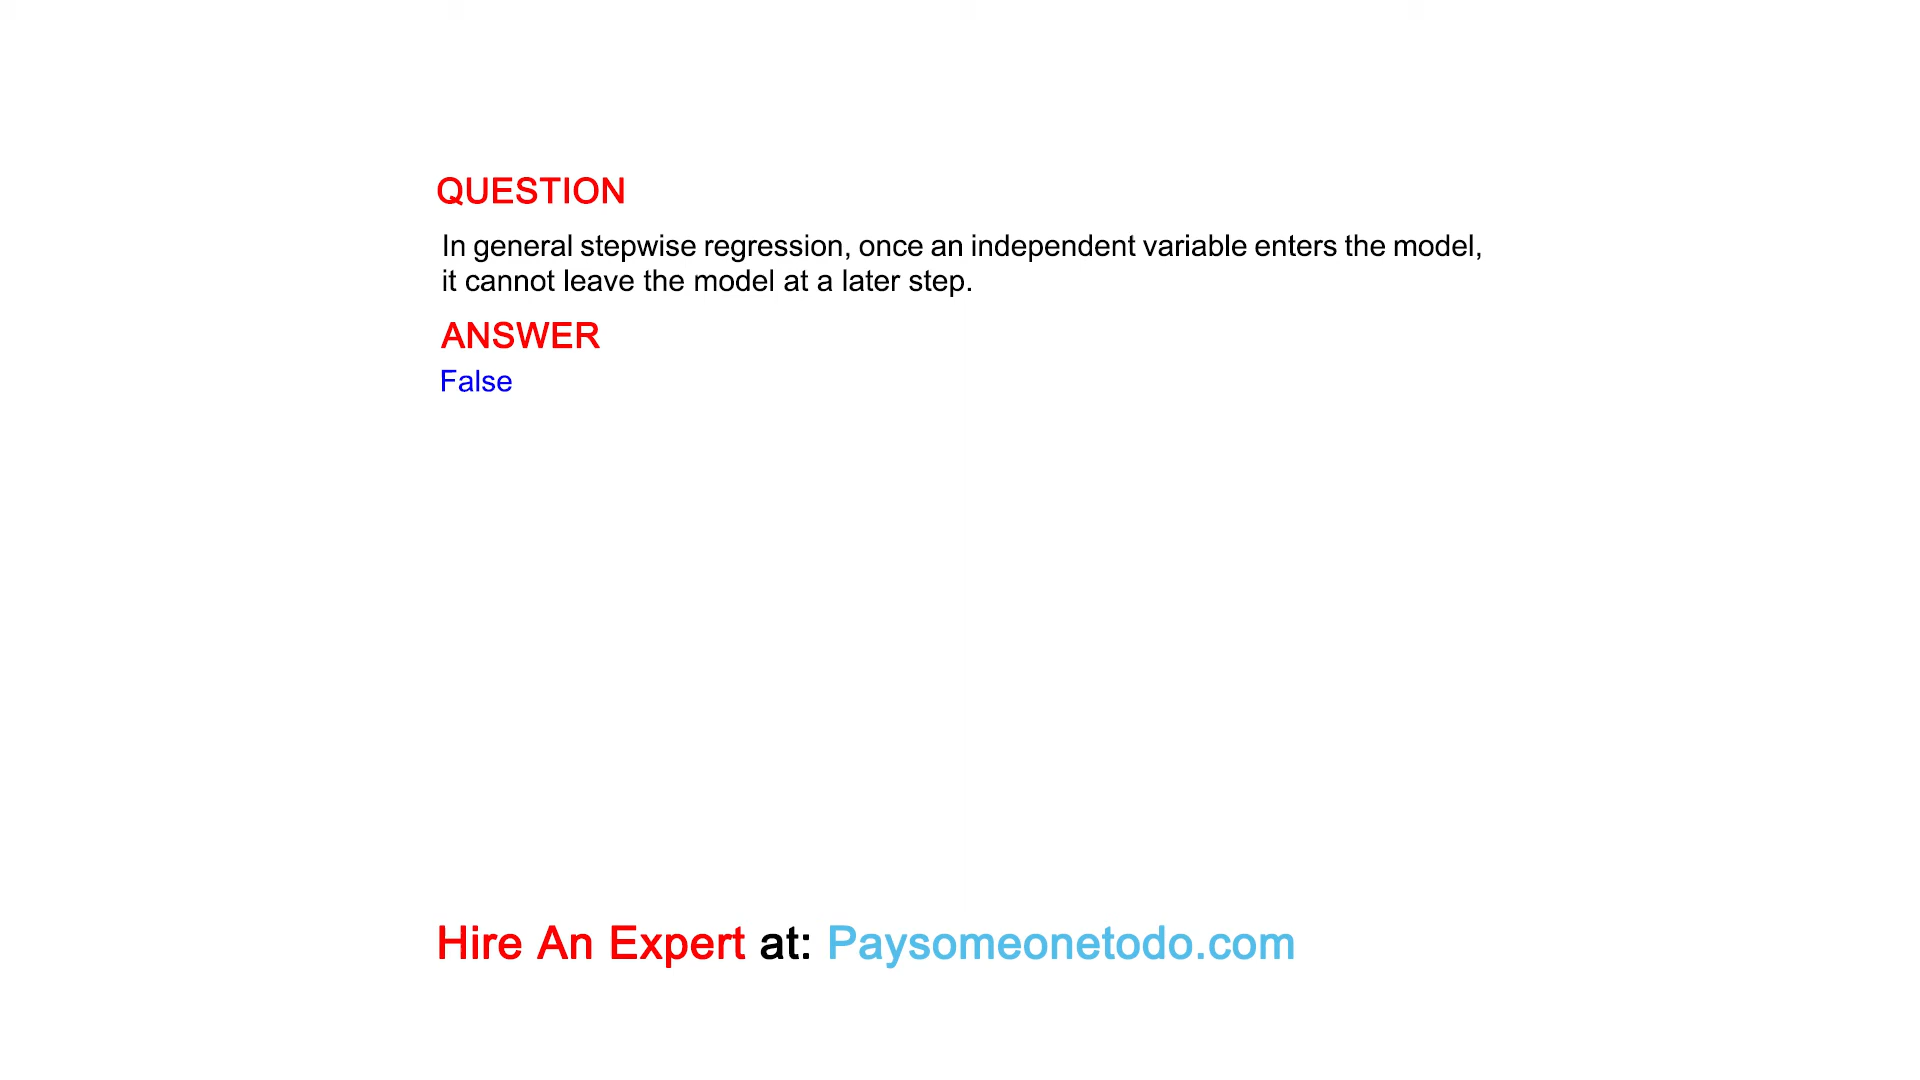 QUESTION
In general stepwise regression, once an independent variable enters the model,
it cannot leave the model at a later step.
ANSWER
False
Hire An Expert at: Paysomeonetodo.com